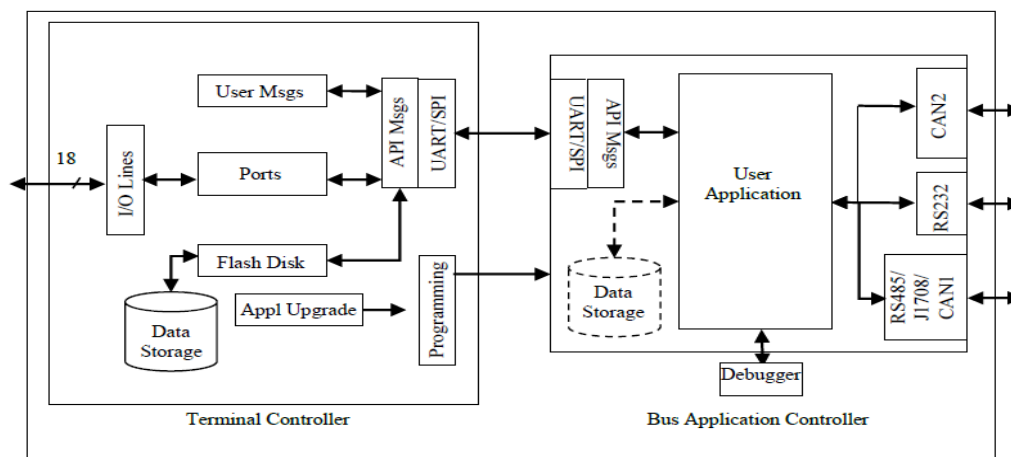 User Msgs
API Msgs
UART/SPI
18
I/O Lines
Ports
Flash Disk
Data
Storage
Appl Upgrade
Programming
Terminal Controller
UART/SPI
API Msgs
User
Application
Data
Storage
CAN2
RS232
RS485/
J1708/
CAN1
Debugger
Bus Application Controller